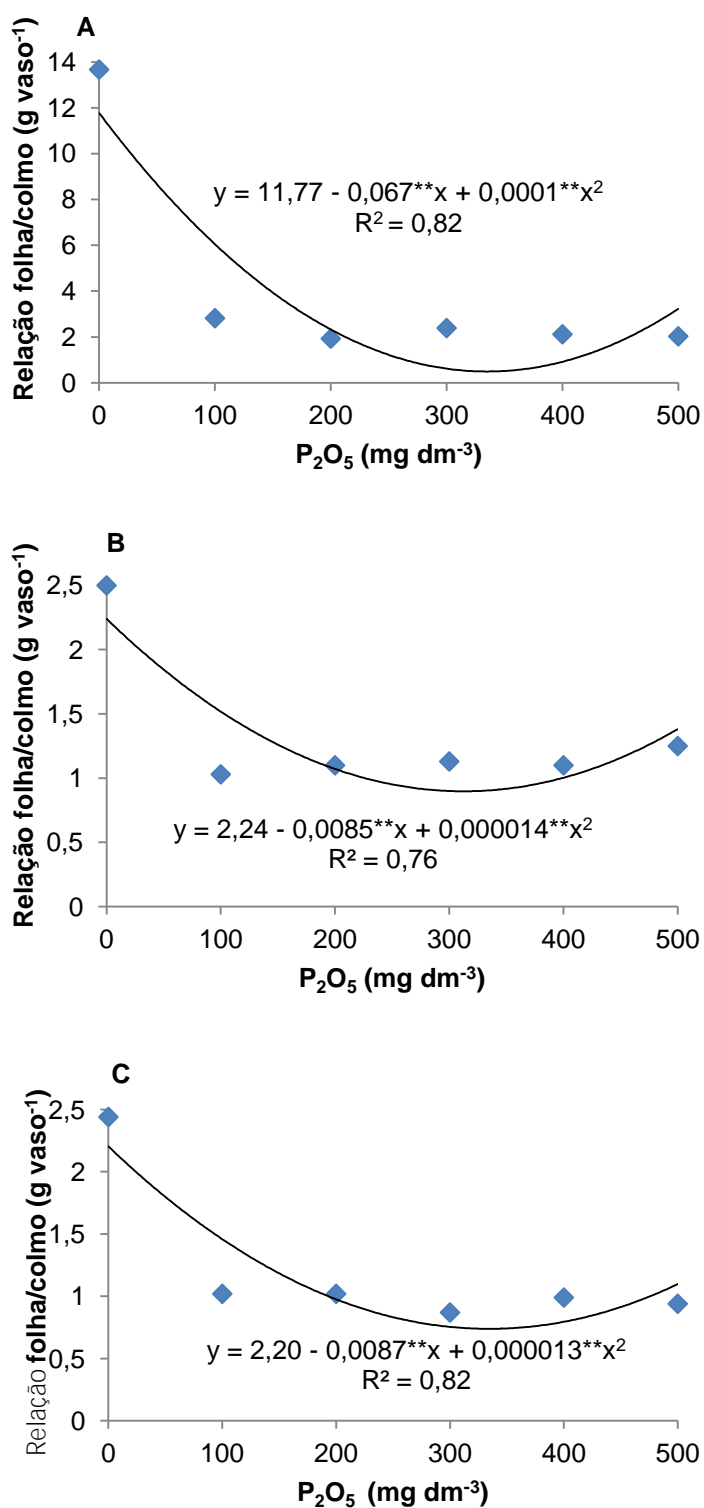 A
Relação folha/colmo (g vaso⁻¹)
14
12
10
8
6
4
2
0
y = 11,77 - 0,067**x + 0,0001**x²
R² = 0,82
0 100 200 300 400 500
P₂O₅ (mg dm⁻³)
B
Relação folha/colmo (g vaso⁻¹)
2,5
2
1,5
1
0,5
0
y = 2,24 - 0,0085**x + 0,000014**x²
R² = 0,76
0 100 200 300 400 500
P₂O₅ (mg dm⁻³)
C
Relação folha/colmo (g vaso⁻¹)
2,5
2
1,5
1
0,5
0
y = 2,20 - 0,0087**x + 0,000013**x²
R² = 0,82
0 100 200 300 400 500
P₂O₅ (mg dm⁻³)